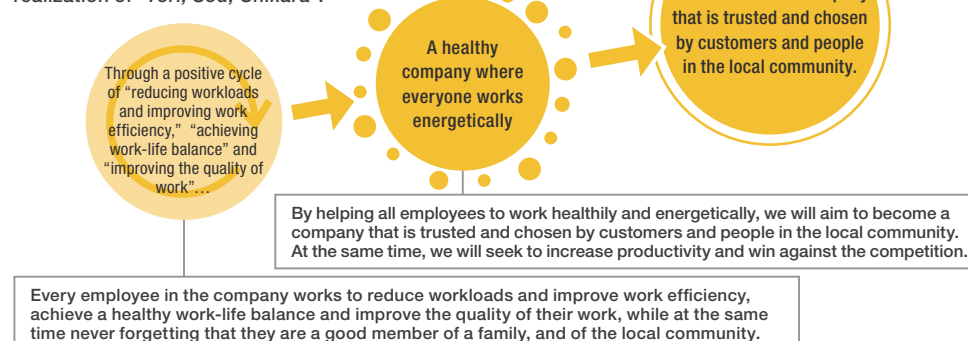 that is trusted and chosen
by customers and people
in the local community.
A healthy
company where
everyone works
energetically
Through a positive cycle
of “reducing workloads
and improving work
efficiency,” “achieving
work-life balance” and
“improving the quality of
work”…
By helping all employees to work healthily and energetically, we will aim to become a
company that is trusted and chosen by customers and people in the local community.
At the same time, we will seek to increase productivity and win against the competition.
Every employee in the company works to reduce workloads and improve work efficiency,
achieve a healthy work-life balance and improve the quality of their work, while at the same
time never forgetting that they are a good member of a family, and of the local community.